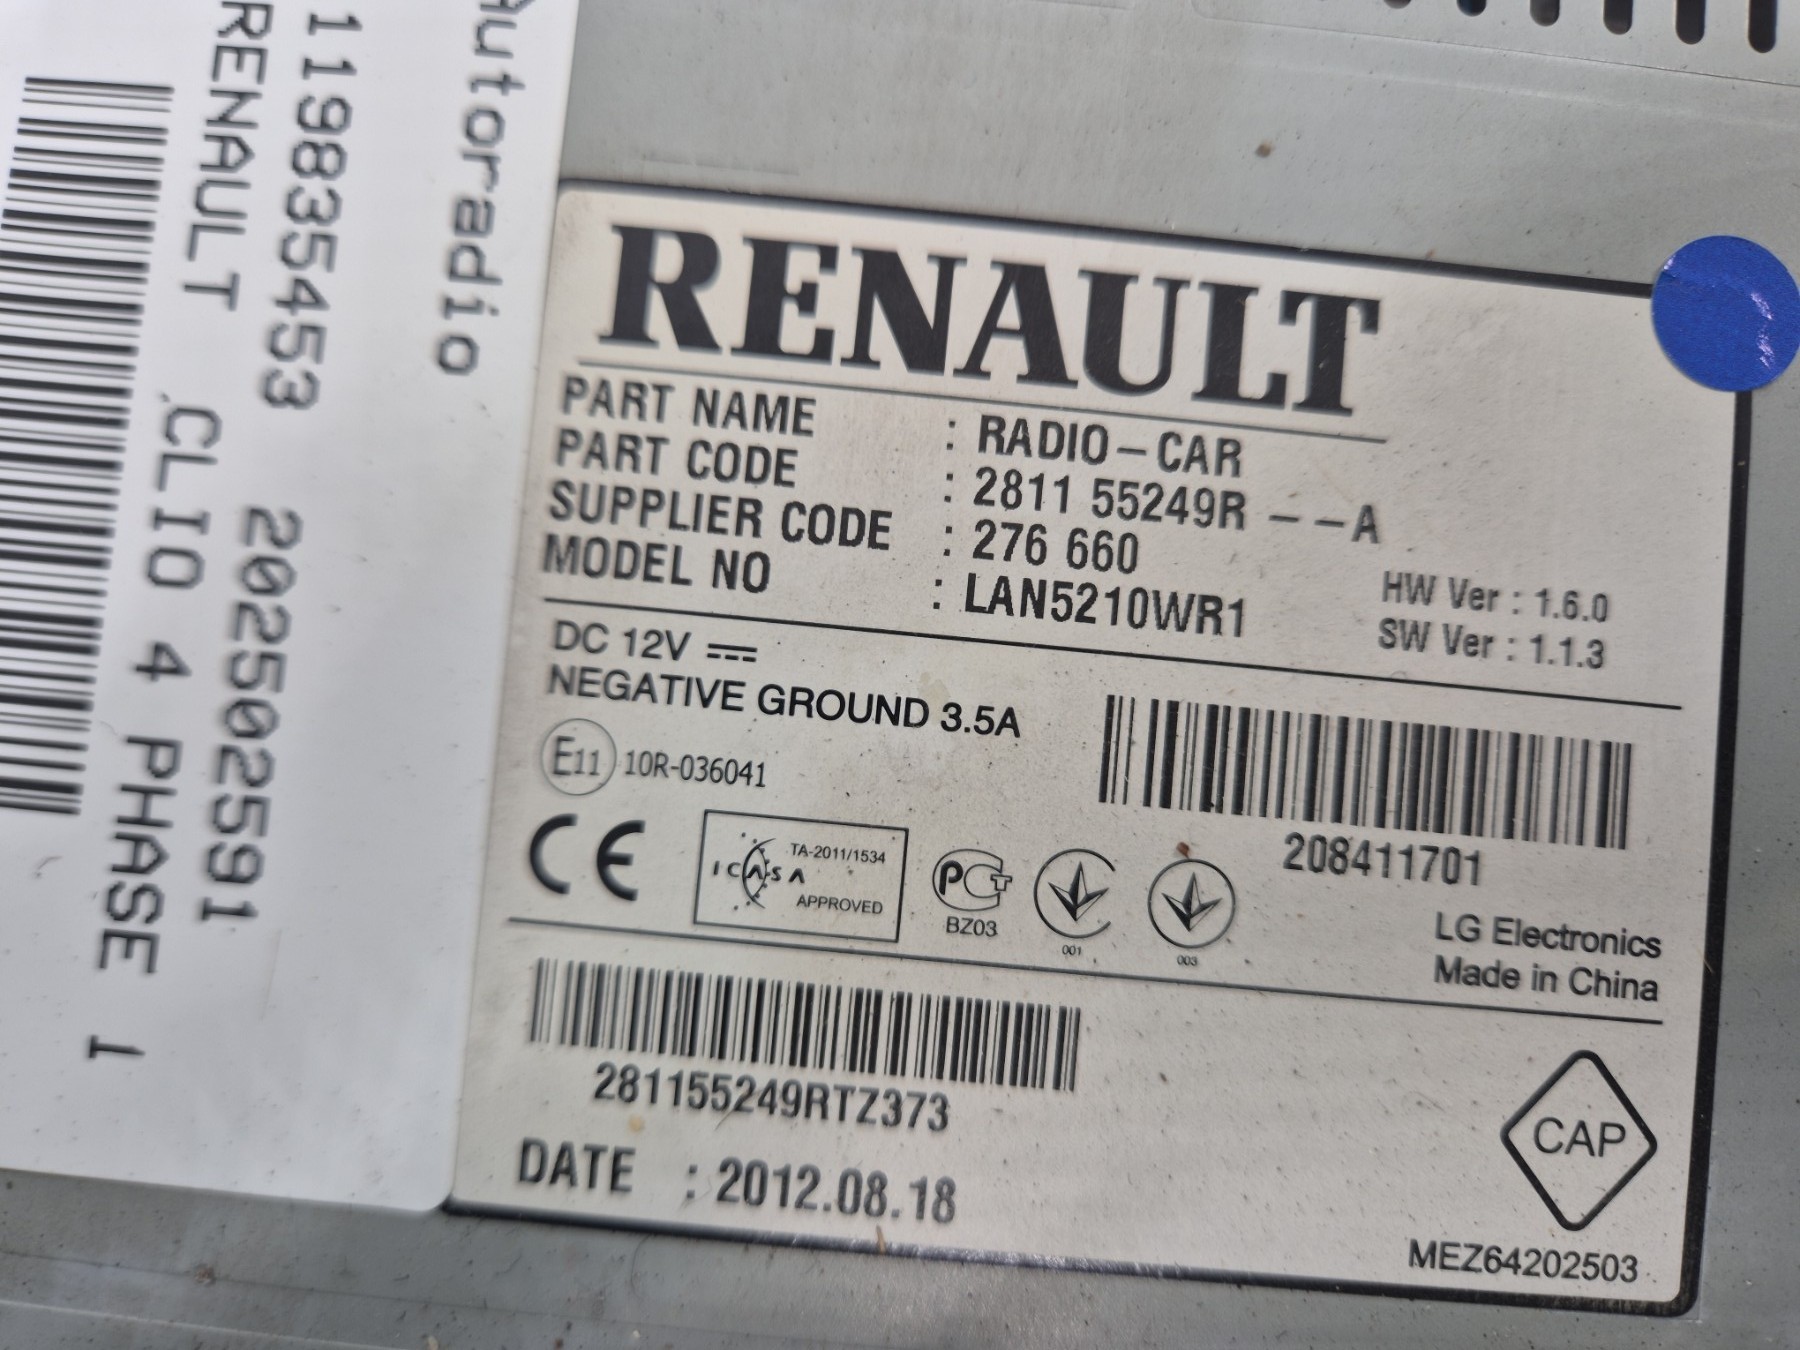 Autoradio
119835453 202502591
RENAULT CLIO 4 PHASE 1
RENAULT
PART NAME : RADIO-CAR
PART CODE : 2811 55249R --A
SUPPLIER CODE : 276 660
MODEL NO : LAN5210WR1
HW Ver : 1.6.0
SW Ver : 1.1.3
DC 12V
NEGATIVE GROUND 3.5A
E11 10R-036041
208411701
CE
ICASA
TA-2011/1534
APPROVED
PCT
BZ03
001
003
LG Electronics
Made in China
281155249RTZ373
DATE : 2012.08.18
CAP
MEZ64202503